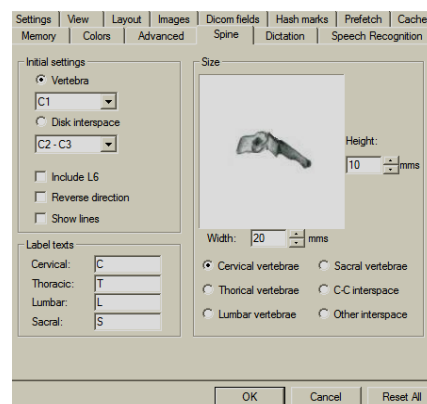 Settings View Layout Images Dicom fields Hash marks Prefetch Cache
Memory Colors Advanced Spine Dictation Speech Recognition
Initial settings
Vertebra
C1
Disk interspace
C2 - C3
Include L6
Reverse direction
Show lines
Label texts
Cervical: C
Thoracic: T
Lumbar: L
Sacral: S
Size
Height:
10 mms
Width: 20 mms
Cervical vertebrae Sacral vertebrae
Thorical vertebrae C-C interspace
Lumbar vertebrae Other interspace
OK Cancel Reset All